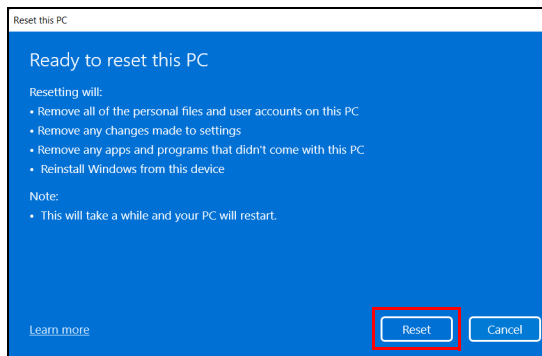 Reset this PC
Ready to reset this PC
Resetting will:
• Remove all of the personal files and user accounts on this PC
• Remove any changes made to settings
• Remove any apps and programs that didn't come with this PC
• Reinstall Windows from this device
Note:
• This will take a while and your PC will restart.
Learn more Reset Cancel